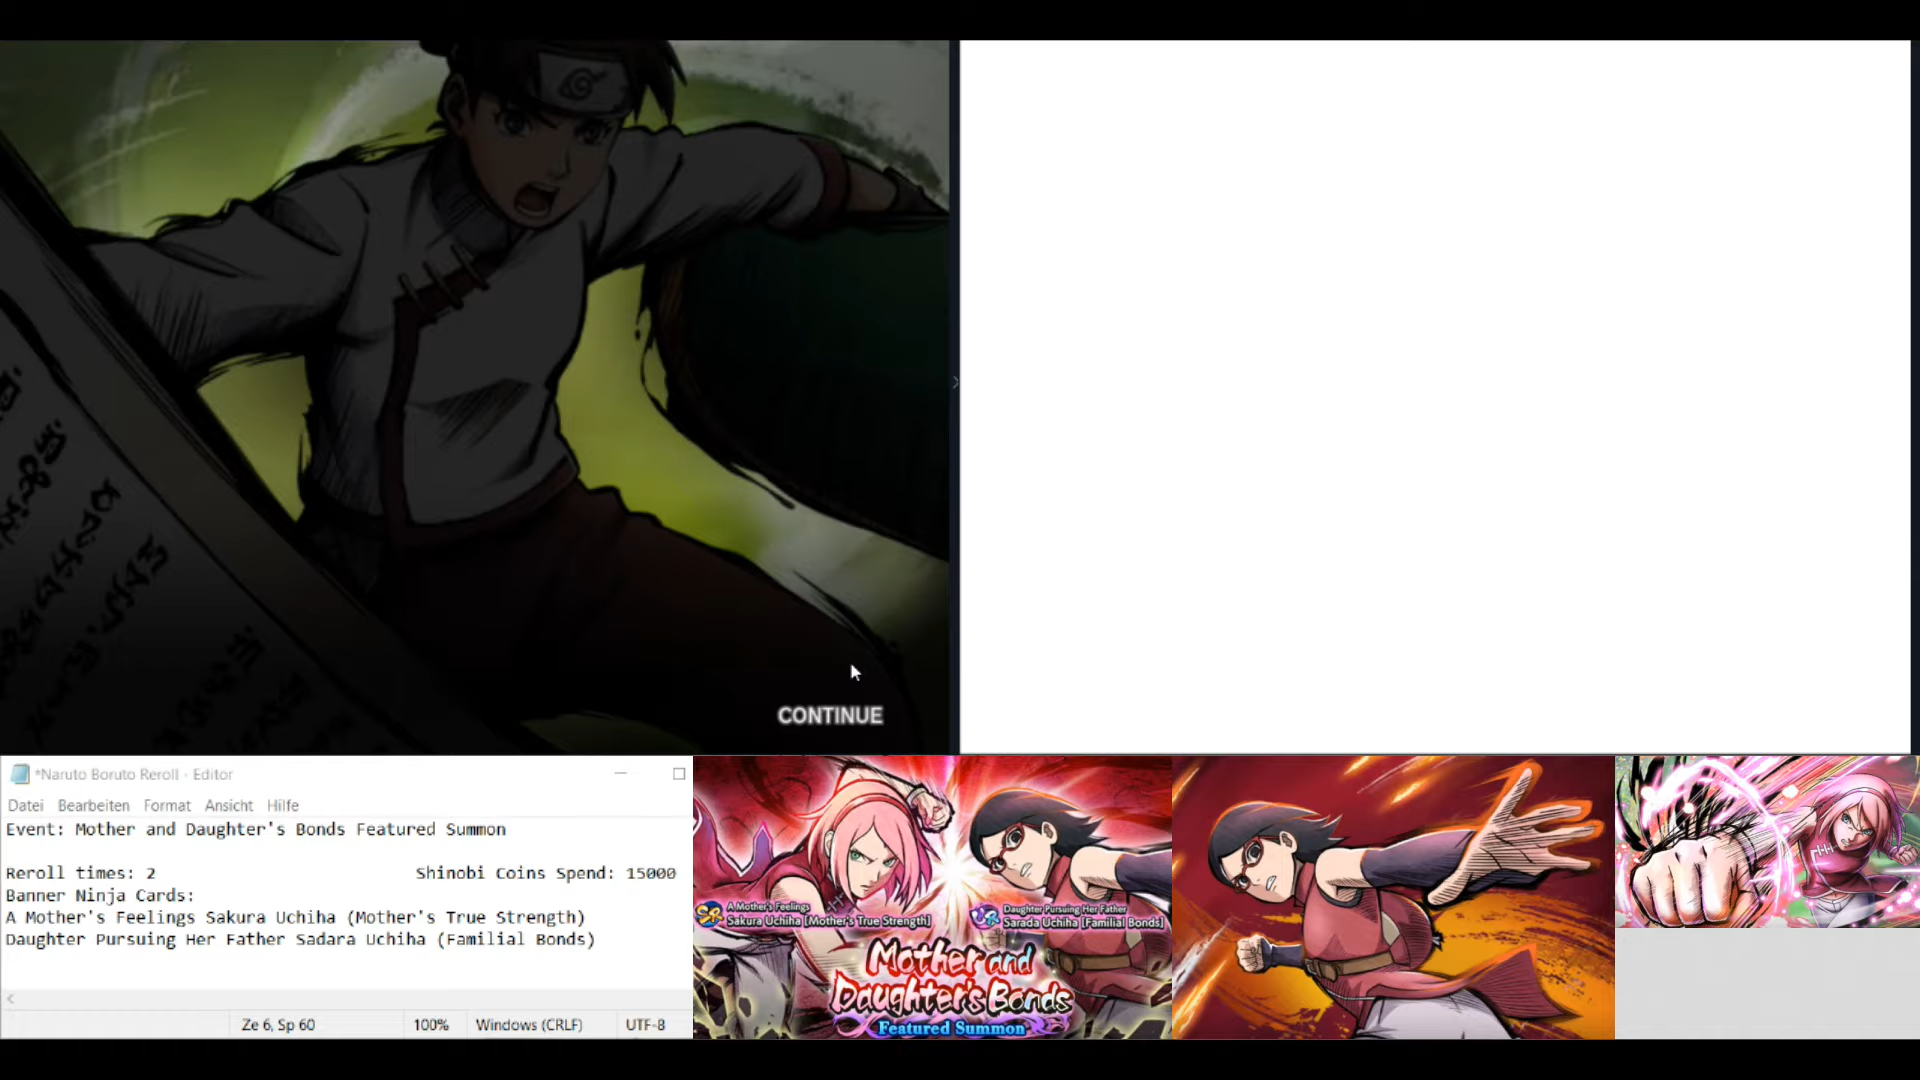 CONTINUE
*Naruto Boruto Reroll - Editor
Datei Bearbeiten Format Ansicht Hilfe
Event: Mother and Daughter's Bonds Featured Summon
Reroll times: 2 Shinobi Coins Spend: 15000
Banner Ninja Cards:
A Mother's Feelings Sakura Uchiha (Mother's True Strength)
Daughter Pursuing Her Father Sadara Uchiha (Familial Bonds)
Ze 6, Sp 60 100% Windows (CRLF) UTF-8
A Mother's Feelings
Sakura Uchiha [Mother's True Strength]
Daughter Pursuing Her Father
Sarada Uchiha [Familial Bonds]
Mother and
Daughter's Bonds
Featured Summon